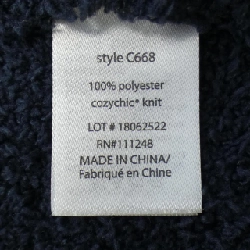 style C668
100% polyester
cozychic® knit
LOT # 18062522
RN#111248
MADE IN CHINA/
Fabriqué en Chine